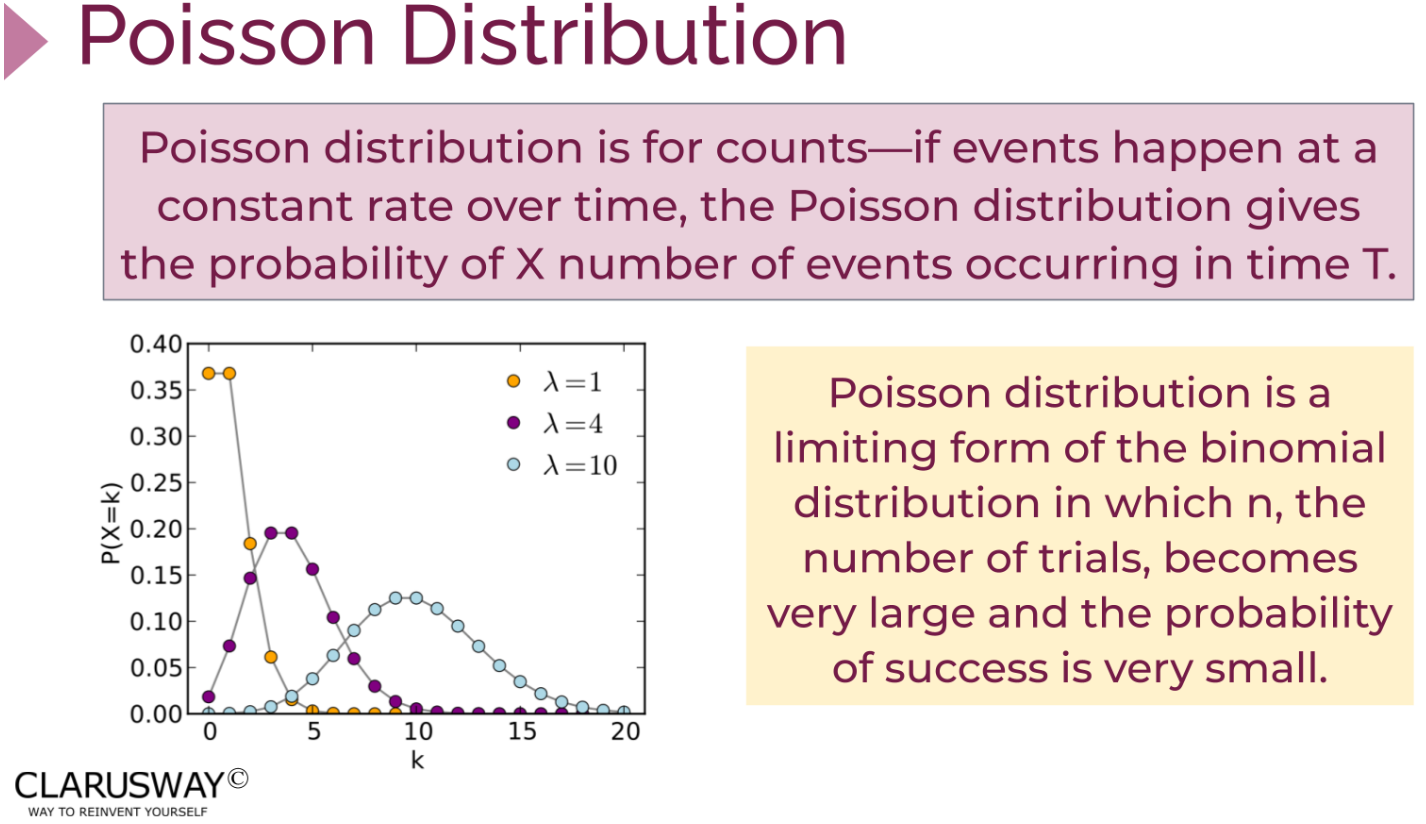 Poisson Distribution
Poisson distribution is for counts—if events happen at a
constant rate over time, the Poisson distribution gives
the probability of X number of events occurring in time T.
0.40
0.35
0.30
0.25
0.20
0.15
0.10
0.05
0.00
P(X=k)
λ=1
λ=4
λ=10
0 5 10 15 20
k
Poisson distribution is a
limiting form of the binomial
distribution in which n, the
number of trials, becomes
very large and the probability
of success is very small.
CLARUSWAY©
WAY TO REINVENT YOURSELF